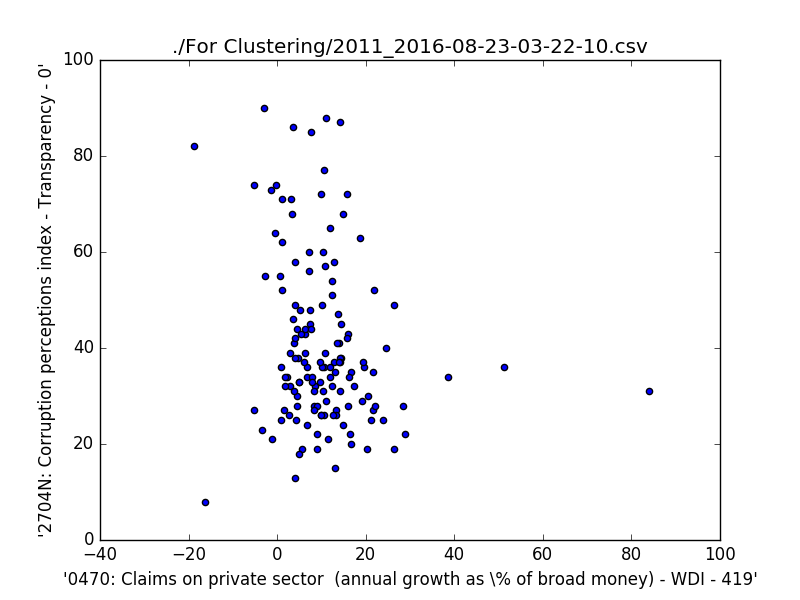 ./For Clustering/2011_2016-08-23-03-22-10.csv
100
80
60
40
20
0
'2704N: Corruption perceptions index - Transparency - 0'
−40 −20 0 20 40 60 80 100
'0470: Claims on private sector  (annual growth as \% of broad money) - WDI - 419'